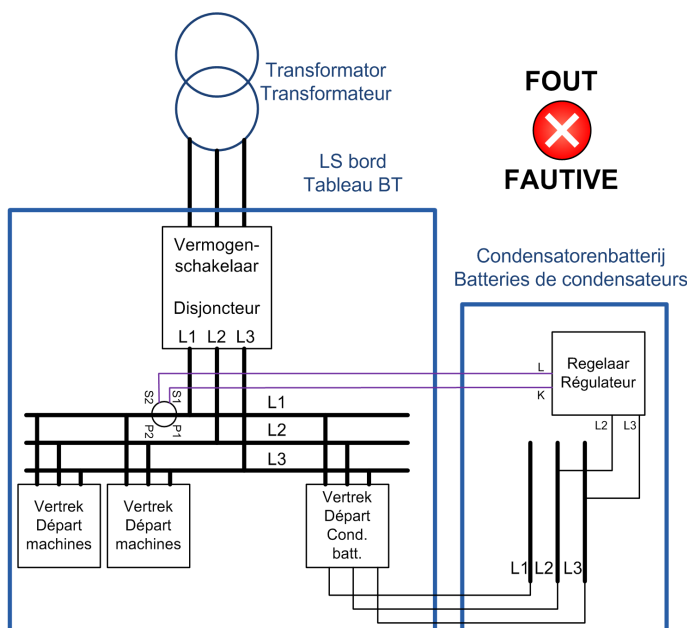 Transformator
Transformateur
FOUT
FAUTIVE
LS bord
Tableau BT
Vermogen-
schakelaar
Disjoncteur
L1 L2 L3
Condensatorenbatterij
Batteries de condensateurs
L
K
Regelaar
Régulateur
L2 L3
S2 S1
P2 P1
L1
L2
L3
Vertrek
Départ
machines
Vertrek
Départ
machines
Vertrek
Départ
Cond.
batt.
L1 L2 L3